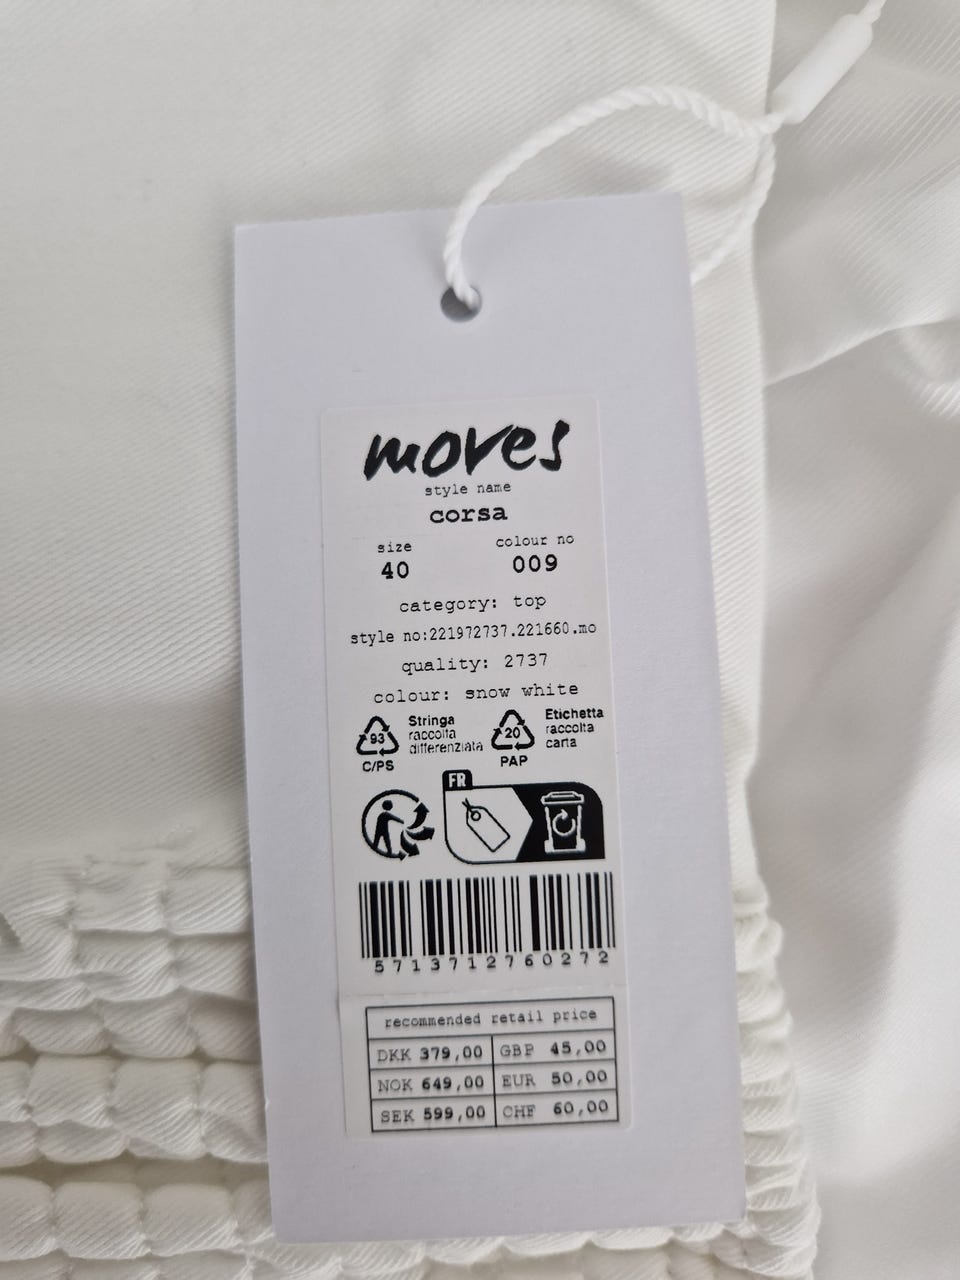 moves
style name
corsa
size colour no
40 009
category: top
style no:221972737.221660.mo
quality: 2737
colour: snow white
93 C/PS Stringa raccolta differenziata
20 PAP Etichetta raccolta carta
FR
5713712760272
recommended retail price
DKK 379,00 GBP 45,00
NOK 649,00 EUR 50,00
SEK 599,00 CHF 60,00